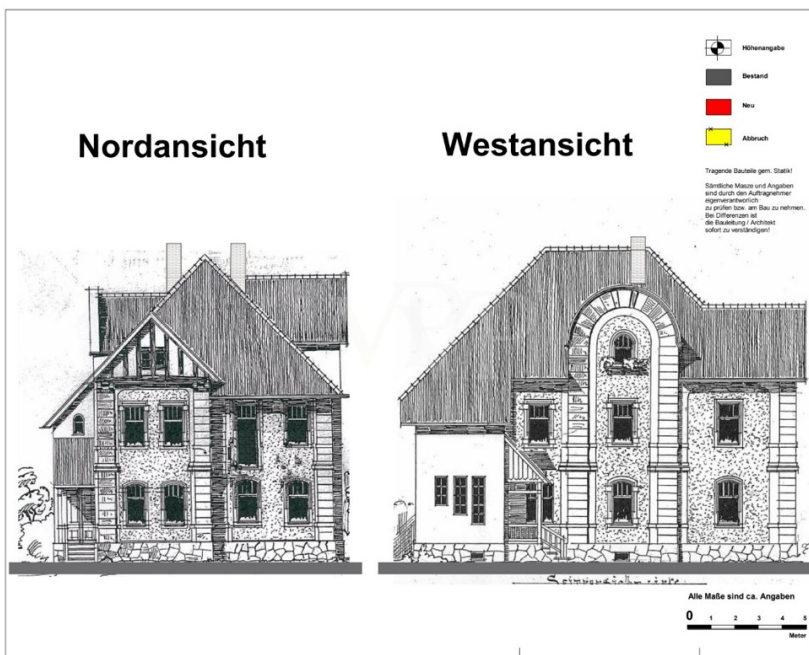 Höhenangabe
Bestand
Neu
Abbruch
Nordansicht
Westansicht
Tragende Bauteile gem. Statik!
Sämtliche Masze und Angaben
sind durch den Auftragnehmer
eigenverantwortlich
zu prüfen bzw. am Bau zu nehmen.
Bei Differenzen ist
die Bauleitung / Architekt
sofort zu verständigen!
Alle Maße sind ca. Angaben
0 1 2 3 4 5
Meter